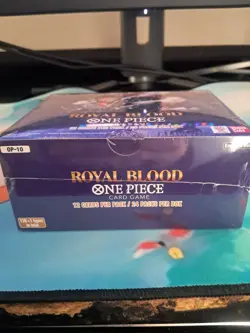 OP-10
ROYAL BLOOD
ONE PIECE
CARD GAME
12 CARDS PER PACK / 24 PACKS PER BOX